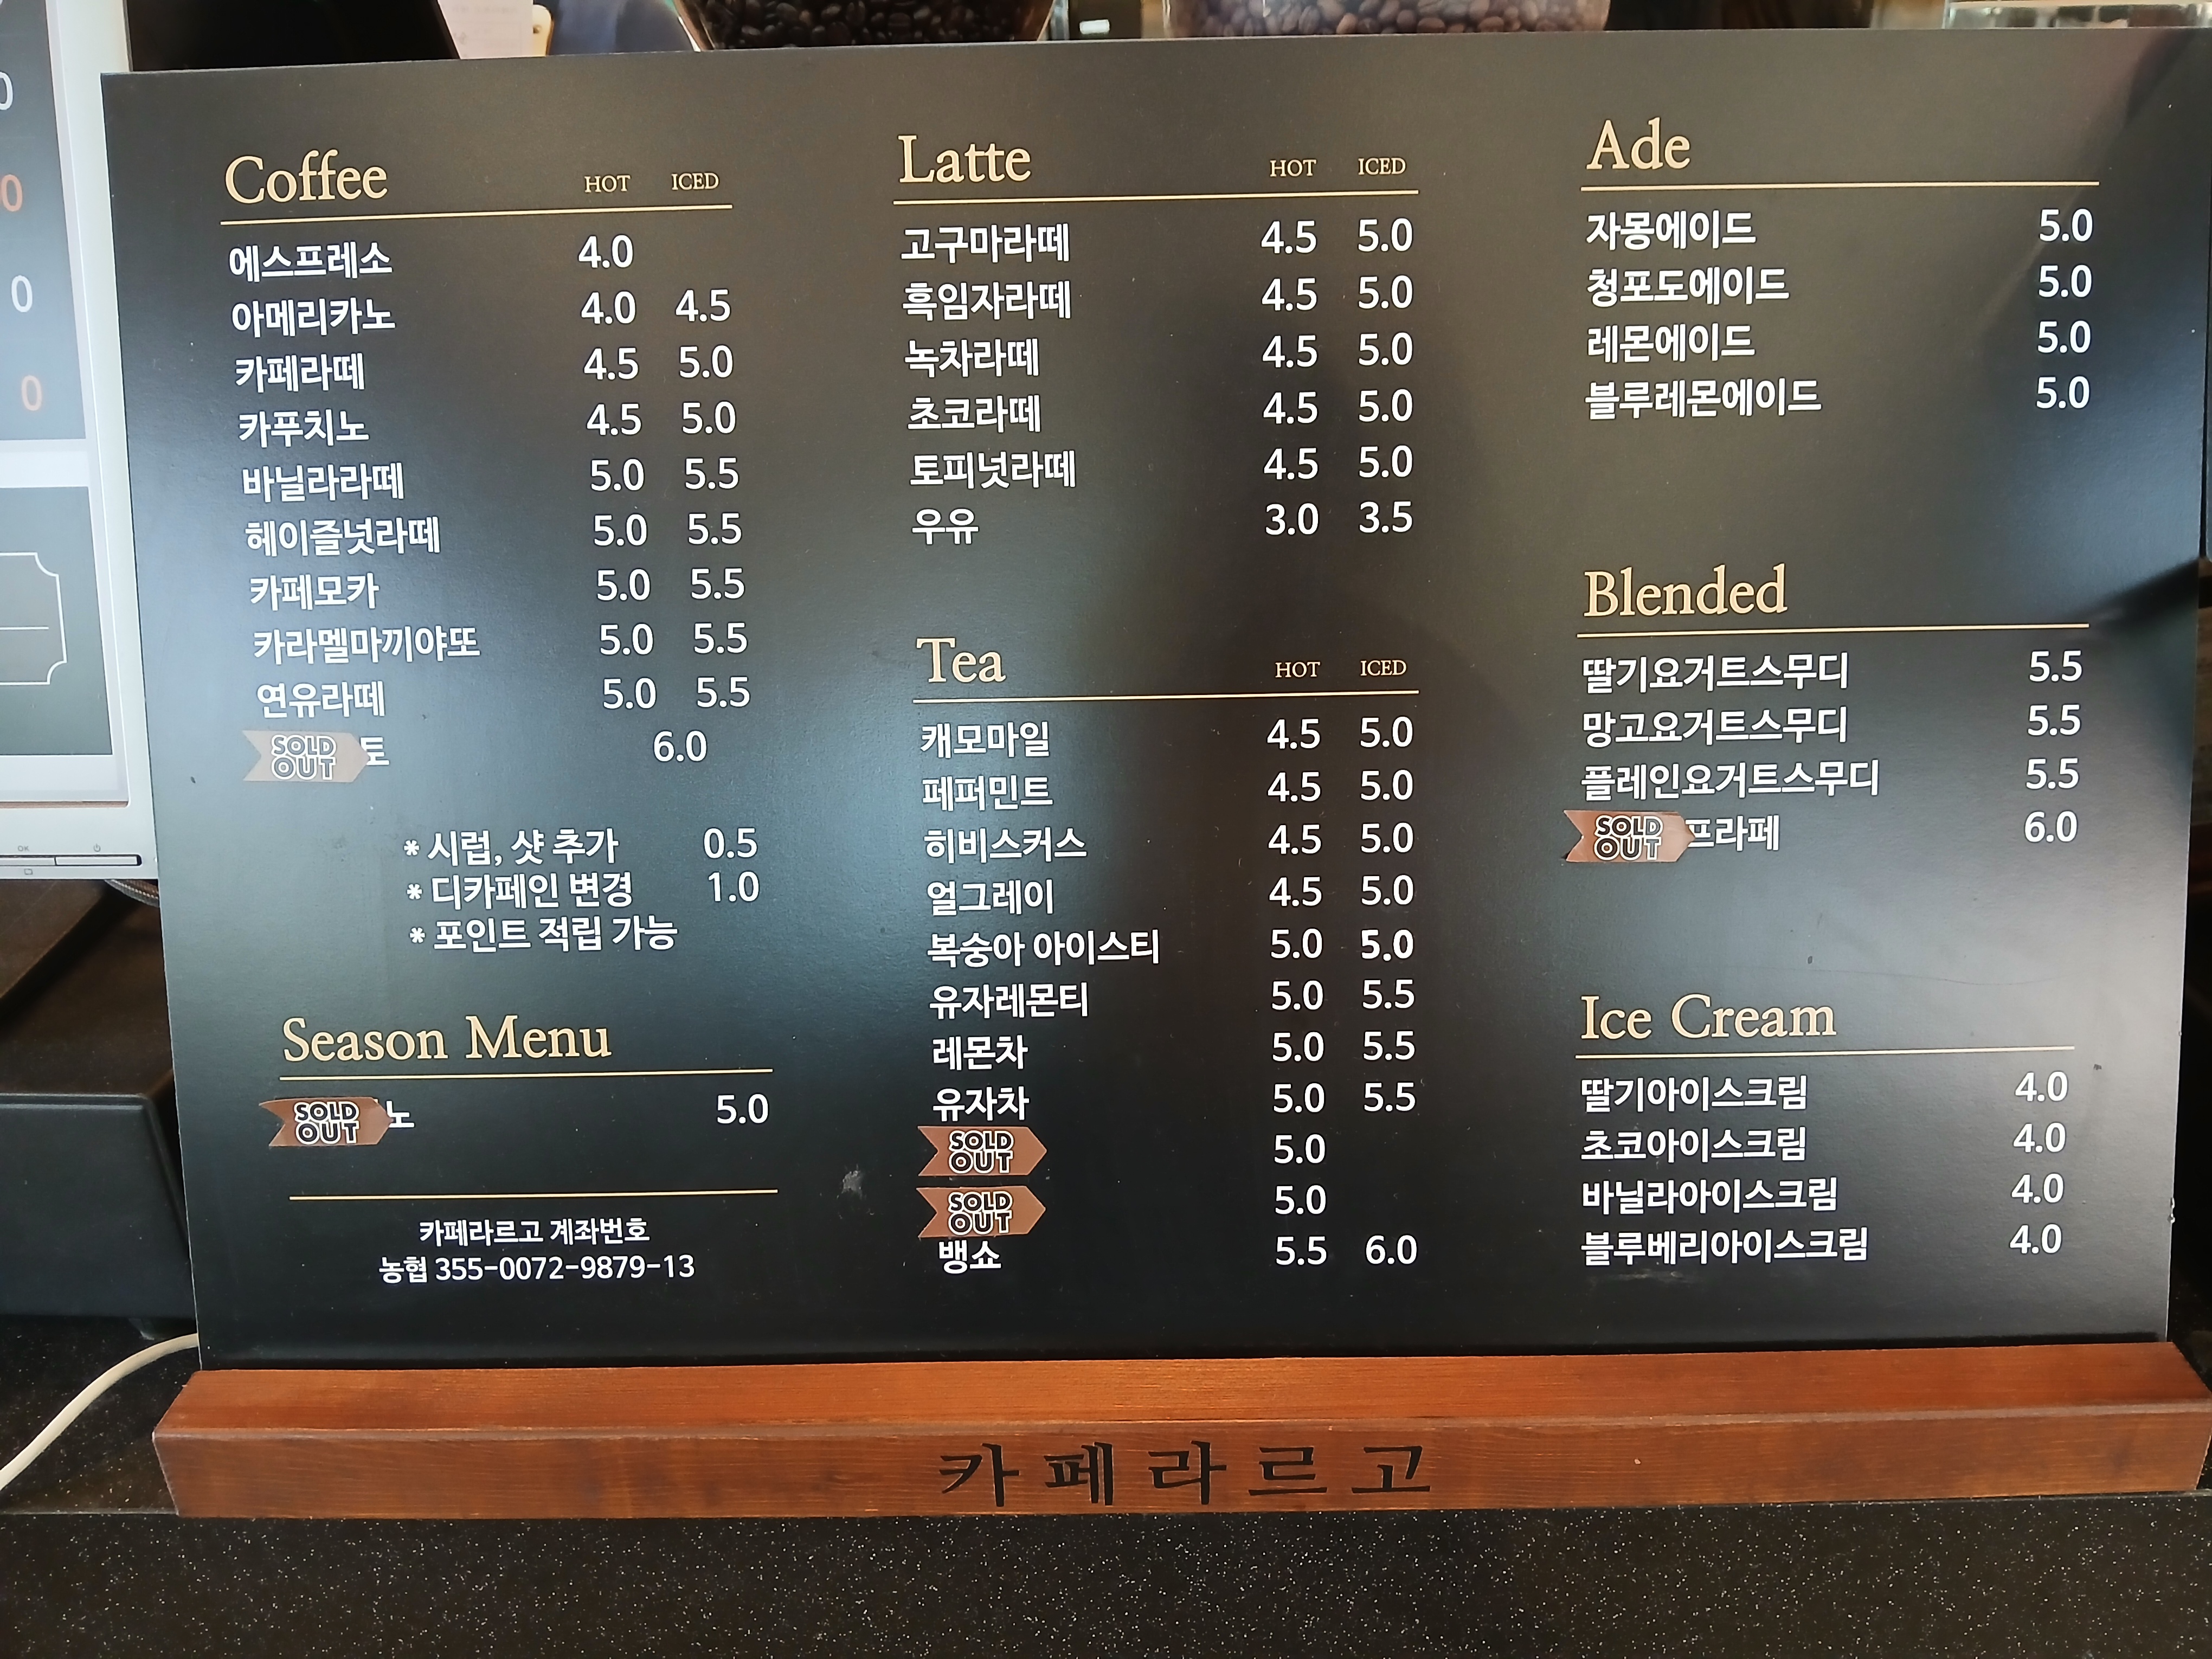 Coffee HOT ICED
에스프레소 4.0
아메리카노 4.0 4.5
카페라떼 4.5 5.0
카푸치노 4.5 5.0
바닐라라떼 5.0 5.5
헤이즐넛라떼 5.0 5.5
카페모카 5.0 5.5
카라멜마끼야또 5.0 5.5
연유라떼 5.0 5.5
SOLD OUT 토 6.0
* 시럽, 샷 추가 0.5
* 디카페인 변경 1.0
* 포인트 적립 가능
Season Menu
SOLD OUT 노 5.0
카페라르고 계좌번호
농협 355-0072-9879-13
Latte HOT ICED
고구마라떼 4.5 5.0
흑임자라떼 4.5 5.0
녹차라떼 4.5 5.0
초코라떼 4.5 5.0
토피넛라떼 4.5 5.0
우유 3.0 3.5
Tea HOT ICED
캐모마일 4.5 5.0
페퍼민트 4.5 5.0
히비스커스 4.5 5.0
얼그레이 4.5 5.0
복숭아 아이스티 5.0 5.0
유자레몬티 5.0 5.5
레몬차 5.0 5.5
유자차 5.0 5.5
SOLD OUT 5.0
SOLD OUT 5.0
뱅쇼 5.5 6.0
Ade
자몽에이드 5.0
청포도에이드 5.0
레몬에이드 5.0
블루레몬에이드 5.0
Blended
딸기요거트스무디 5.5
망고요거트스무디 5.5
플레인요거트스무디 5.5
SOLD OUT 프라페 6.0
Ice Cream
딸기아이스크림 4.0
초코아이스크림 4.0
바닐라아이스크림 4.0
블루베리아이스크림 4.0
카페라르고